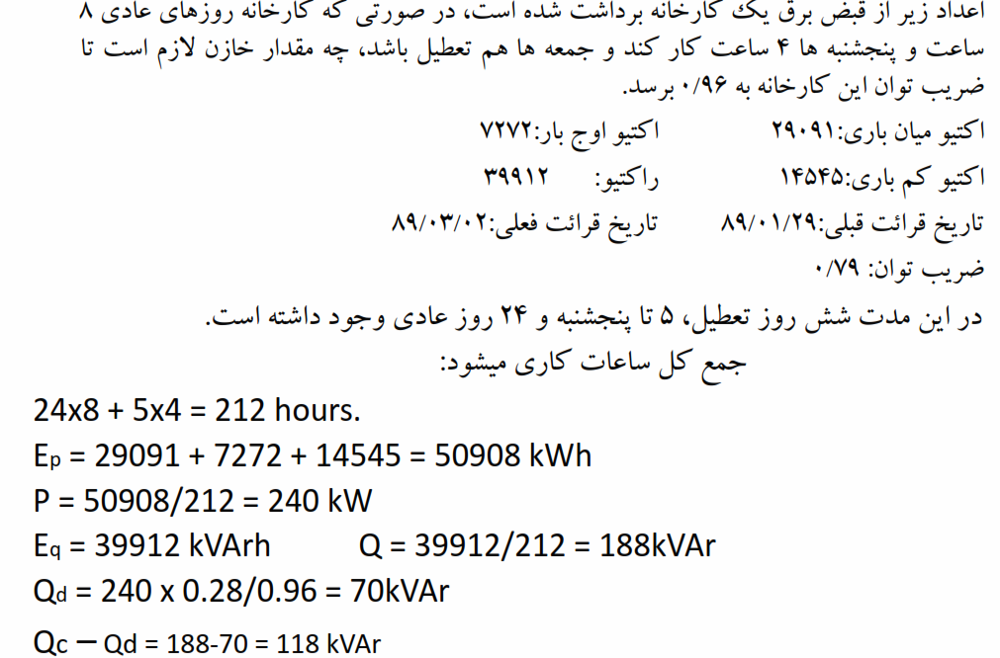 اعداد زیر از قبض برق یک کارخانه برداشت شده است، در صورتی که کارخانه روزهای عادی ۸
ساعت و پنجشنبه ها ۴ ساعت کار کند و جمعه ها هم تعطیل باشد، چه مقدار خازن لازم است تا
ضریب توان این کارخانه به ۰/۹۶ برسد.
اکتیو میان باری:۲۹۰۹۱ اکتیو اوج بار:۷۲۷۲
اکتیو کم باری:۱۴۵۴۵ راکتیو: ۳۹۹۱۲
تاریخ قرائت قبلی:۸۹/۰۱/۲۹ تاریخ قرائت فعلی:۸۹/۰۳/۰۲
ضریب توان: ۰/۷۹
در این مدت شش روز تعطیل، ۵ تا پنجشنبه و ۲۴ روز عادی وجود داشته است.
جمع کل ساعات کاری میشود:
24x8 + 5x4 = 212 hours.
Ep = 29091 + 7272 + 14545 = 50908 kWh
P = 50908/212 = 240 kW
Eq = 39912 kVArh Q = 39912/212 = 188kVAr
Qd = 240 x 0.28/0.96 = 70kVAr
Qc – Qd = 188-70 = 118 kVAr